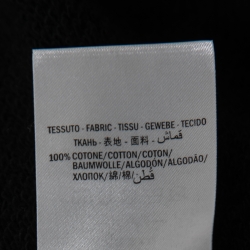 TESSUTO - FABRIC - TISSU - GEWEBE - TECIDO
ТКАНЬ - 表地 - 面料 - قماش
100% COTONE/COTTON/COTON/
BAUMWOLLE/ALGODÓN/ALGODÃO/
ХЛОПОК/綿/棉/قطن